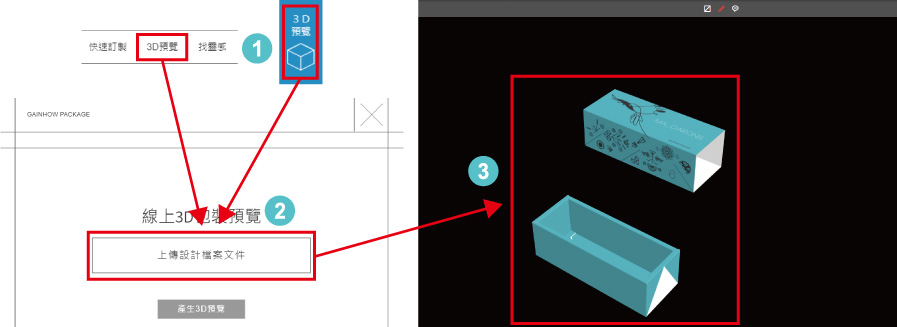 快速訂製
3D預覽
找靈感
1
3D
預覽
GAINHOW PACKAGE
線上3D包裝預覽
2
上傳設計檔案文件
產生3D預覽
3